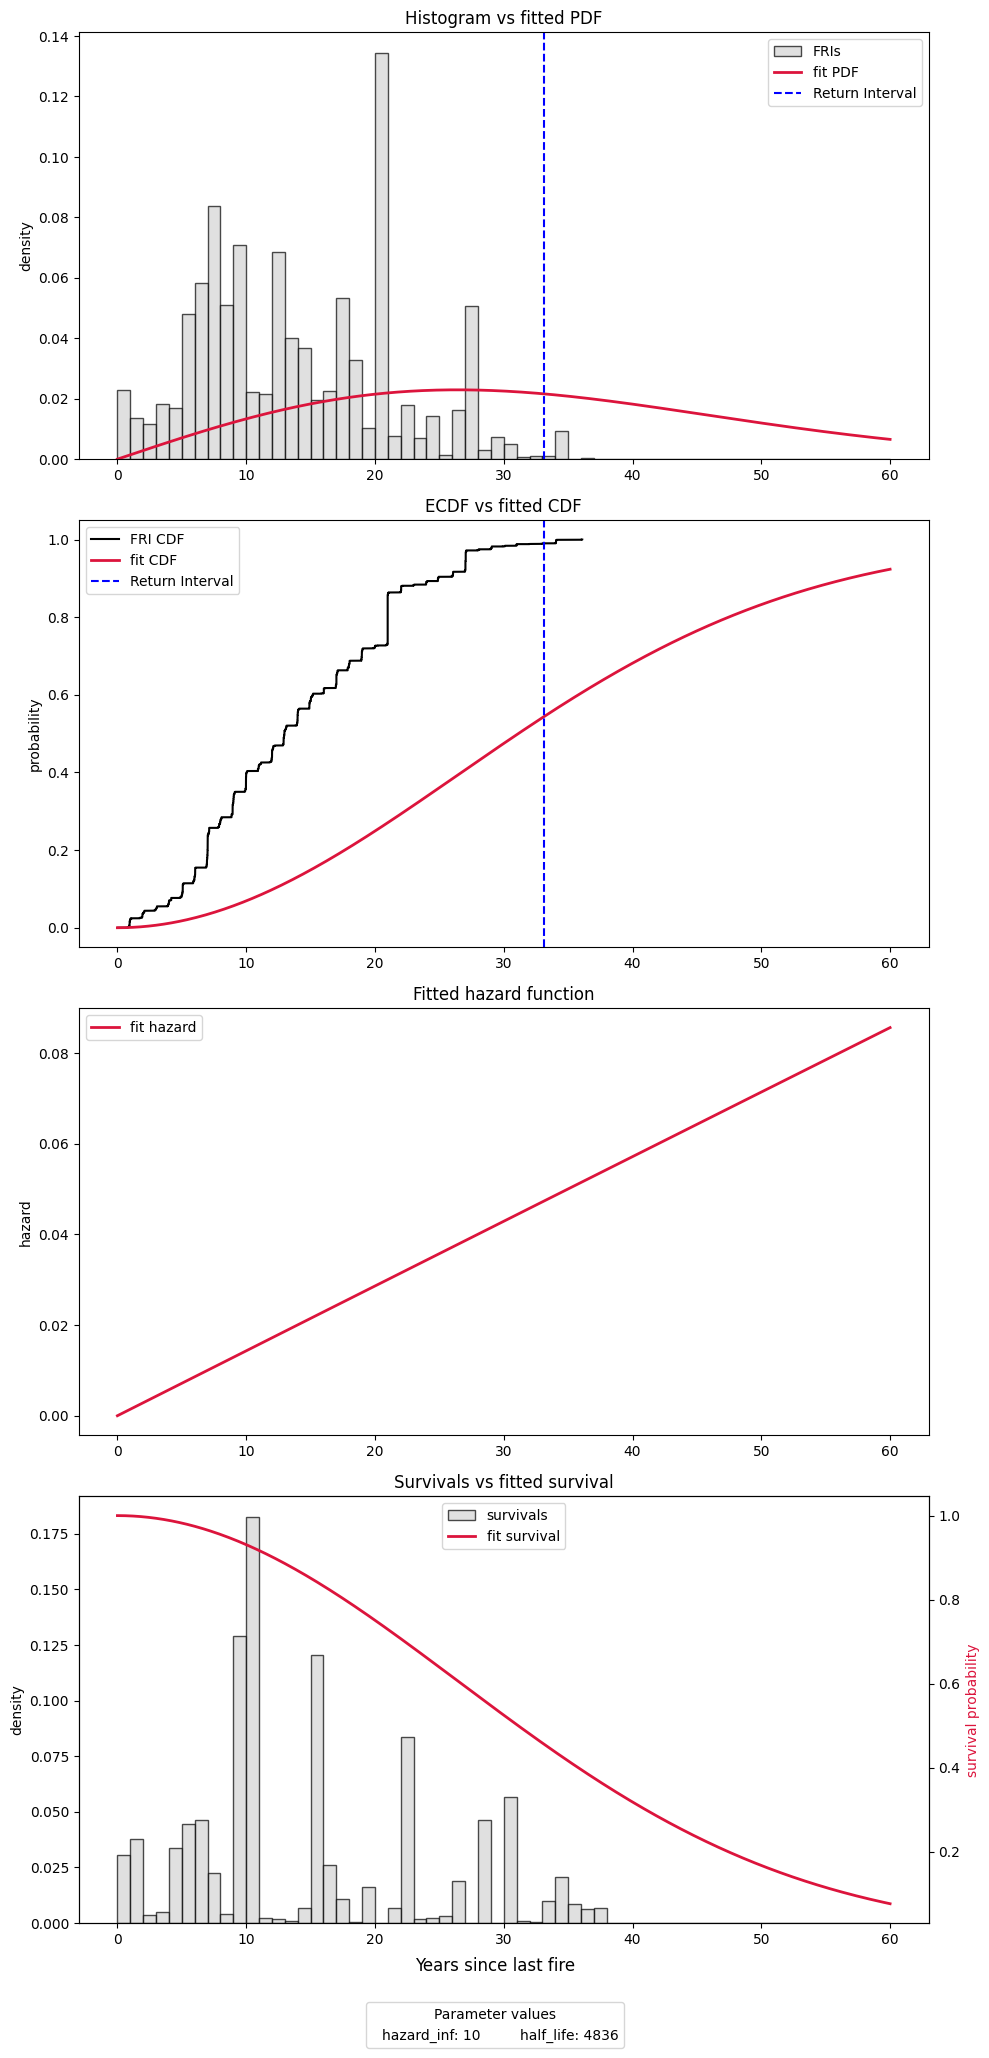 Histogram vs fitted PDF
0.14
0.12
0.10
0.08
0.06
0.04
0.02
0.00
density
FRIs
fit PDF
Return Interval
0 10 20 30 40 50 60
ECDF vs fitted CDF
1.0
0.8
0.6
0.4
0.2
0.0
probability
FRI CDF
fit CDF
Return Interval
0 10 20 30 40 50 60
Fitted hazard function
0.08
0.06
0.04
0.02
0.00
hazard
fit hazard
0 10 20 30 40 50 60
Survivals vs fitted survival
0.175
0.150
0.125
0.100
0.075
0.050
0.025
0.000
density
survivals
fit survival
1.0
0.8
0.6
0.4
0.2
survival probability
0 10 20 30 40 50 60
Years since last fire
Parameter values
hazard_inf: 10 half_life: 4836